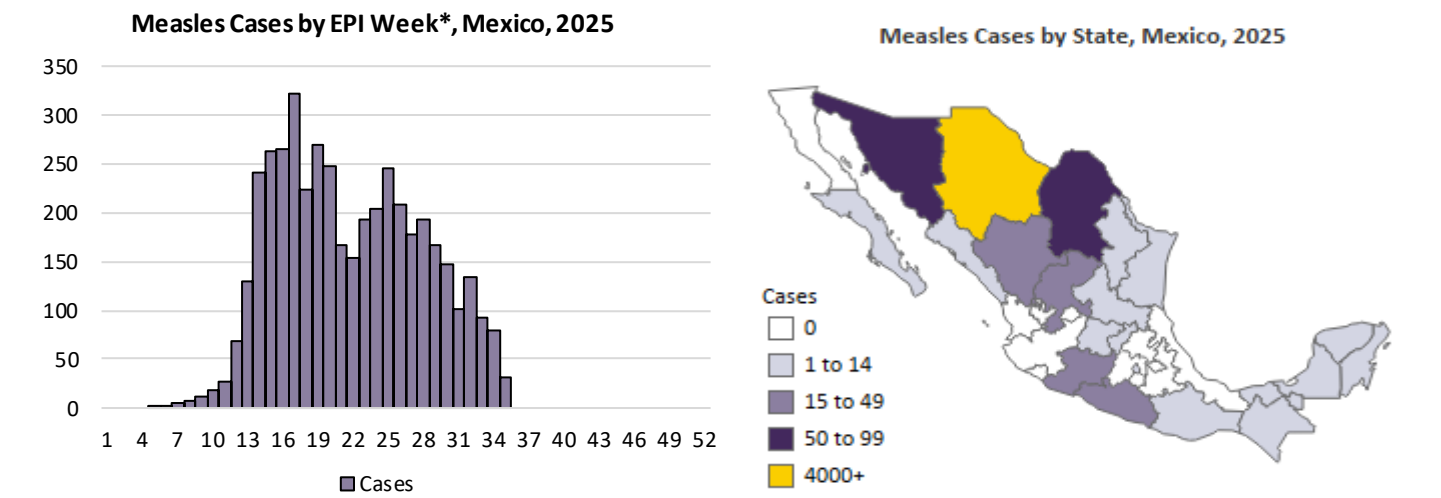 Measles Cases by EPI Week*, Mexico, 2025
350
300
250
200
150
100
50
0
1 4 7 10 13 16 19 22 25 28 31 34 37 40 43 46 49 52
Cases
Measles Cases by State, Mexico, 2025
Cases
0
1 to 14
15 to 49
50 to 99
4000+